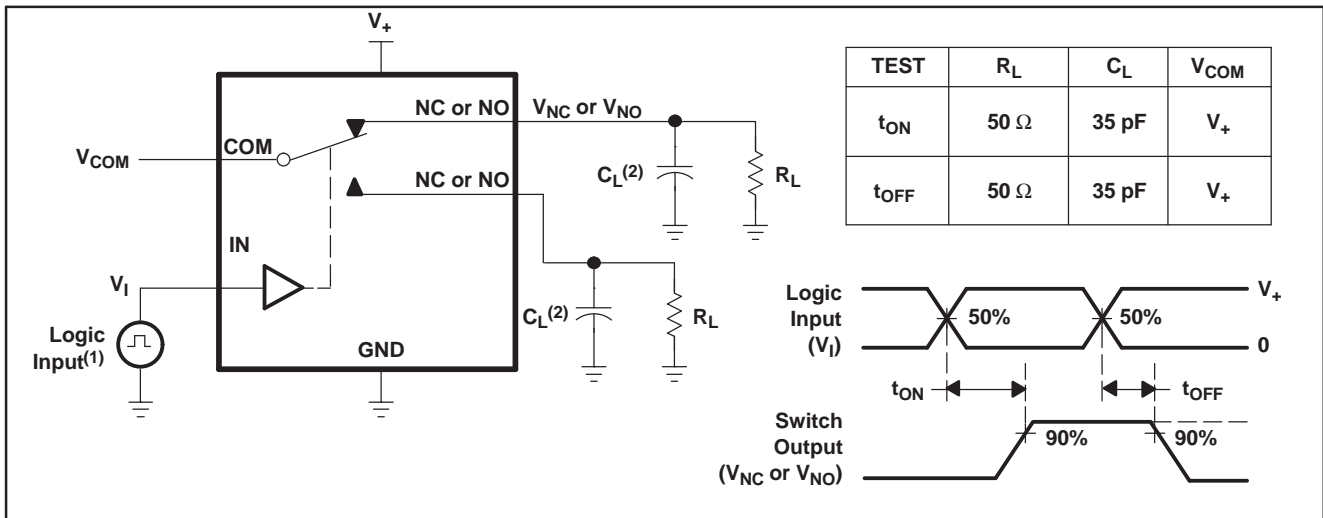 V+
NC or NO
VNC or VNO
COM
VCOM
CL(2)
RL
NC or NO
IN
VI
CL(2)
RL
Logic
Input(1)
GND
TEST RL CL VCOM
tON 50 Ω 35 pF V+
tOFF 50 Ω 35 pF V+
Logic
Input
(VI)
50%
50%
V+
0
tON
tOFF
Switch
Output
(VNC or VNO)
90%
90%